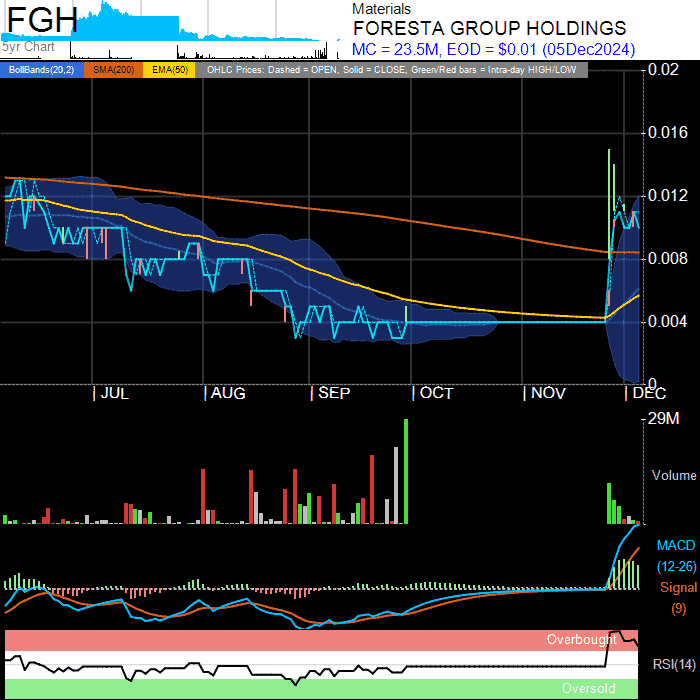 FGH
5yr Chart
Materials
FORESTA GROUP HOLDINGS
MC = 23.5M, EOD = $0.01 (05Dec2024)
BollBands(20,2) SMA(200) EMA(50) OHLC Prices: Dashed = OPEN, Solid = CLOSE, Green/Red bars = Intra-day HIGH/LOW
0.02
0.016
0.012
0.008
0.004
0
| JUL | AUG | SEP | OCT | NOV | DEC
29M
Volume
MACD
(12-26)
Signal
(9)
Overbought
RSI(14)
Oversold